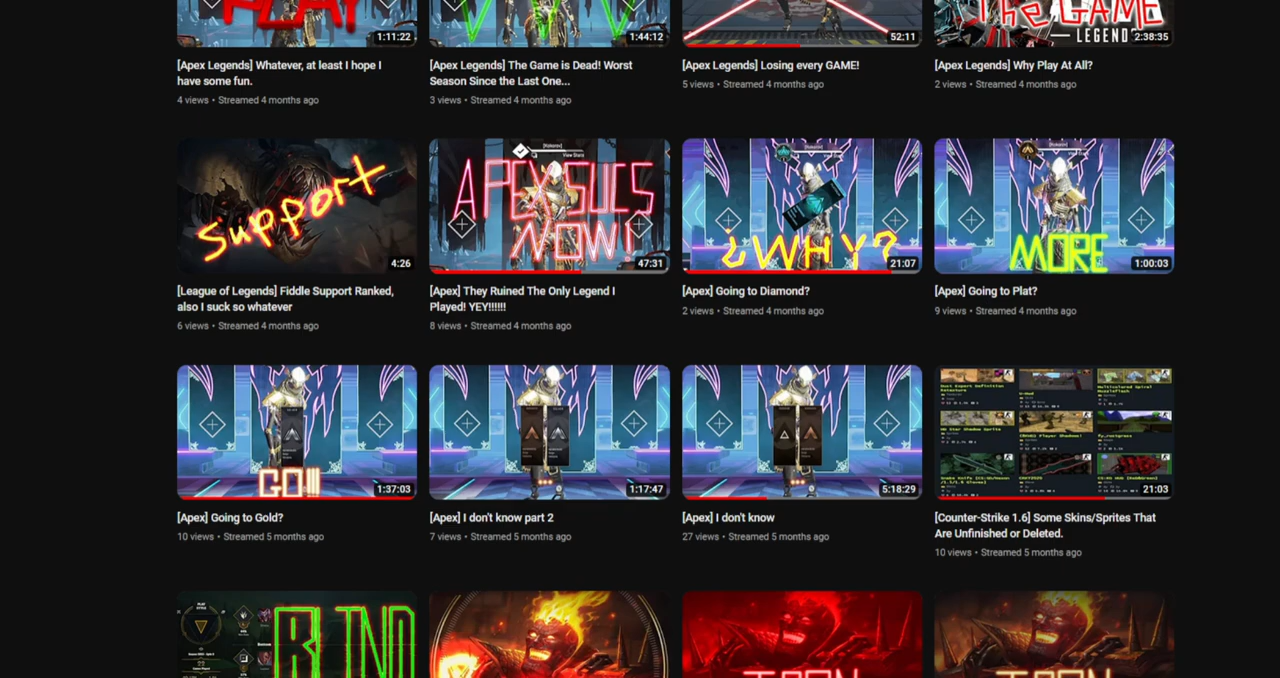 PLAY
The GAME
LEGEND
1:11:22
1:44:12
52:11
2:38:35
[Apex Legends] Whatever, at least I hope I
have some fun.
4 views • Streamed 4 months ago
[Apex Legends] The Game is Dead! Worst
Season Since the Last One...
3 views • Streamed 4 months ago
[Apex Legends] Losing every GAME!
5 views • Streamed 4 months ago
[Apex Legends] Why Play At All?
2 views • Streamed 4 months ago
Support
4:26
APEX SUCS
NOW!
47:31
¿WHY?
21:07
MORE
1:00:03
[League of Legends] Fiddle Support Ranked,
also I suck so whatever
6 views • Streamed 4 months ago
[Apex] They Ruined The Only Legend I
Played! YEY!!!!!!
8 views • Streamed 4 months ago
[Apex] Going to Diamond?
2 views • Streamed 4 months ago
[Apex] Going to Plat?
9 views • Streamed 4 months ago
GO!!!
1:37:03
1:17:47
5:18:29
21:03
[Apex] Going to Gold?
10 views • Streamed 5 months ago
[Apex] I don't know part 2
7 views • Streamed 5 months ago
[Apex] I don't know
27 views • Streamed 5 months ago
[Counter-Strike 1.6] Some Skins/Sprites That
Are Unfinished or Deleted.
10 views • Streamed 5 months ago
BLIND